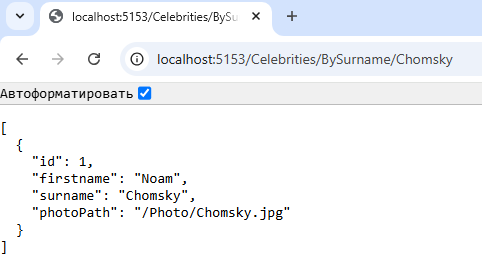 localhost:5153/Celebrities/BySu
localhost:5153/Celebrities/BySurname/Chomsky
Автоформатировать
[
  {
    "id": 1,
    "firstname": "Noam",
    "surname": "Chomsky",
    "photoPath": "/Photo/Chomsky.jpg"
  }
]